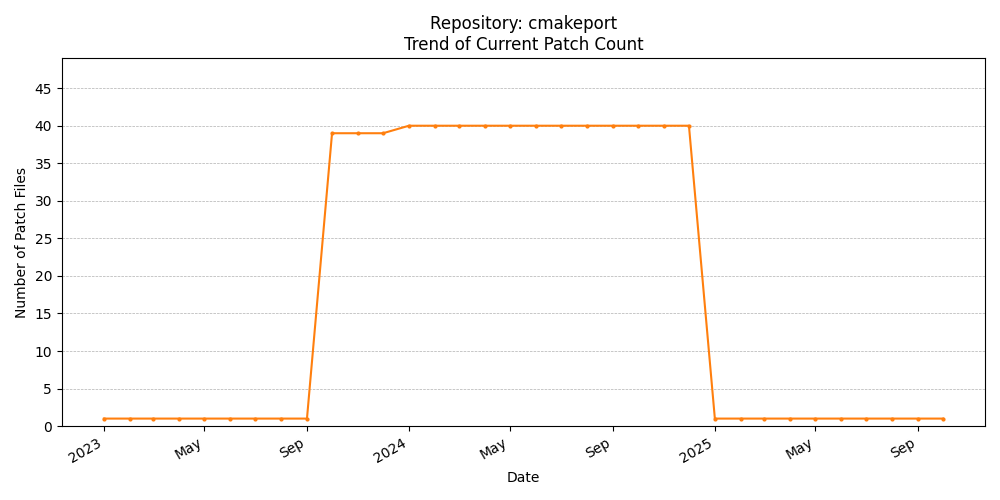 Repository: cmakeport
Trend of Current Patch Count
Number of Patch Files
45
40
35
30
25
20
15
10
5
0
2023
May
Sep
2024
May
Sep
2025
May
Sep
Date